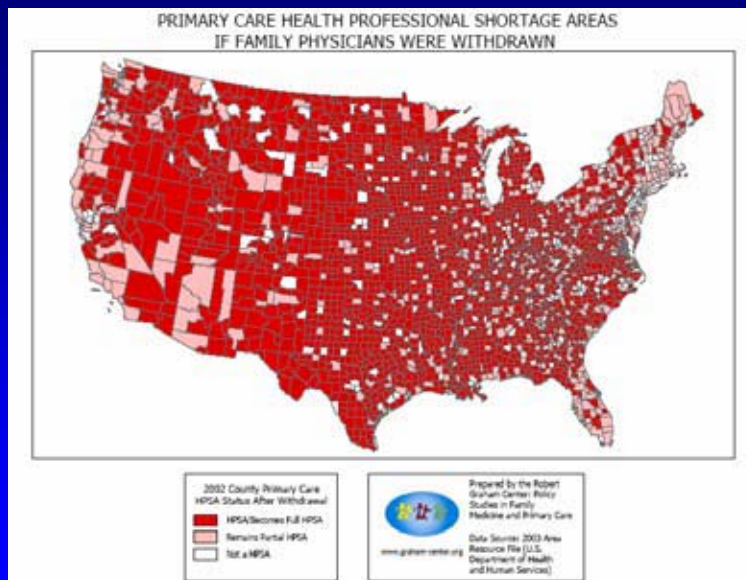 PRIMARY CARE HEALTH PROFESSIONAL SHORTAGE AREAS
IF FAMILY PHYSICIANS WERE WITHDRAWN
2002 County Primary Care
HPSA Status After Withdrawal
HPSA/Becomes Full HPSA
Remains Partial HPSA
Not a HPSA
www.graham-center.org
Prepared by the Robert
Graham Center: Policy
Studies in Family
Medicine and Primary Care
Data Source: 2003 Area
Resource File (U.S.
Department of Health
and Human Services)